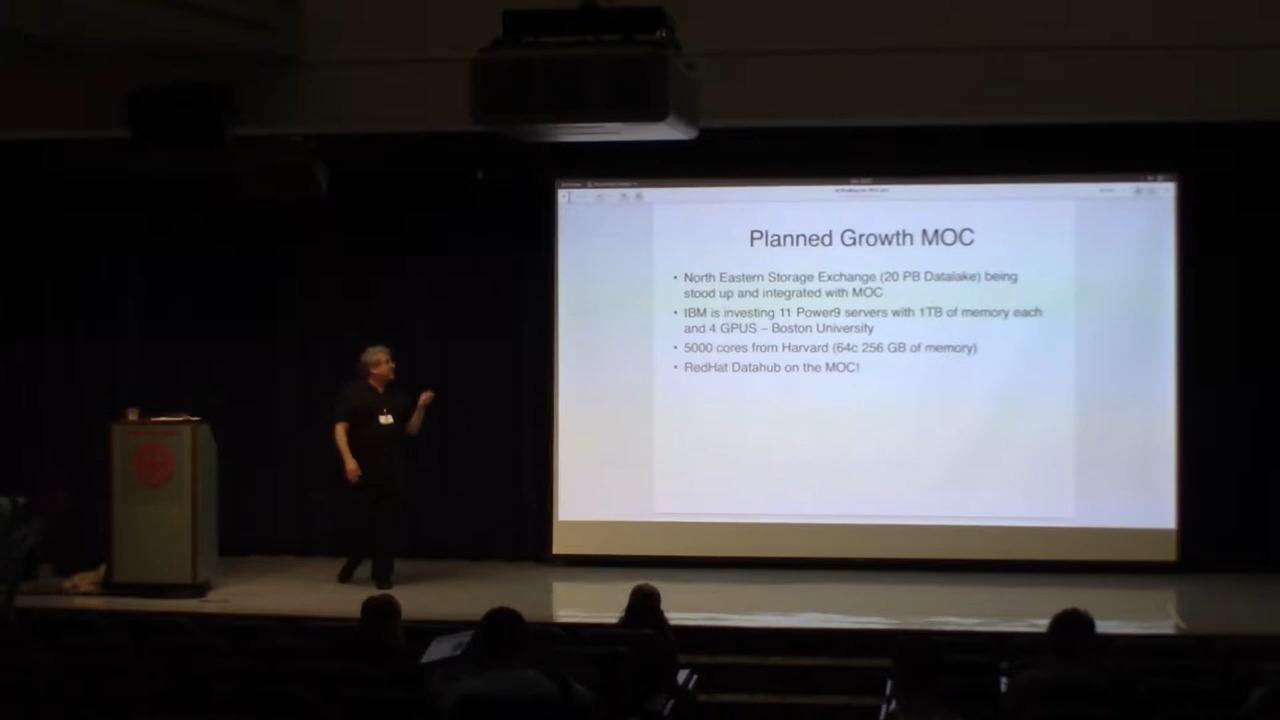 Planned Growth MOC
• North Eastern Storage Exchange (20 PB Datalake) being
stood up and integrated with MOC
• IBM is investing 11 Power9 servers with 1TB of memory each
and 4 GPUS – Boston University
• 5000 cores from Harvard (64c 256 GB of memory)
• RedHat Datahub on the MOC!